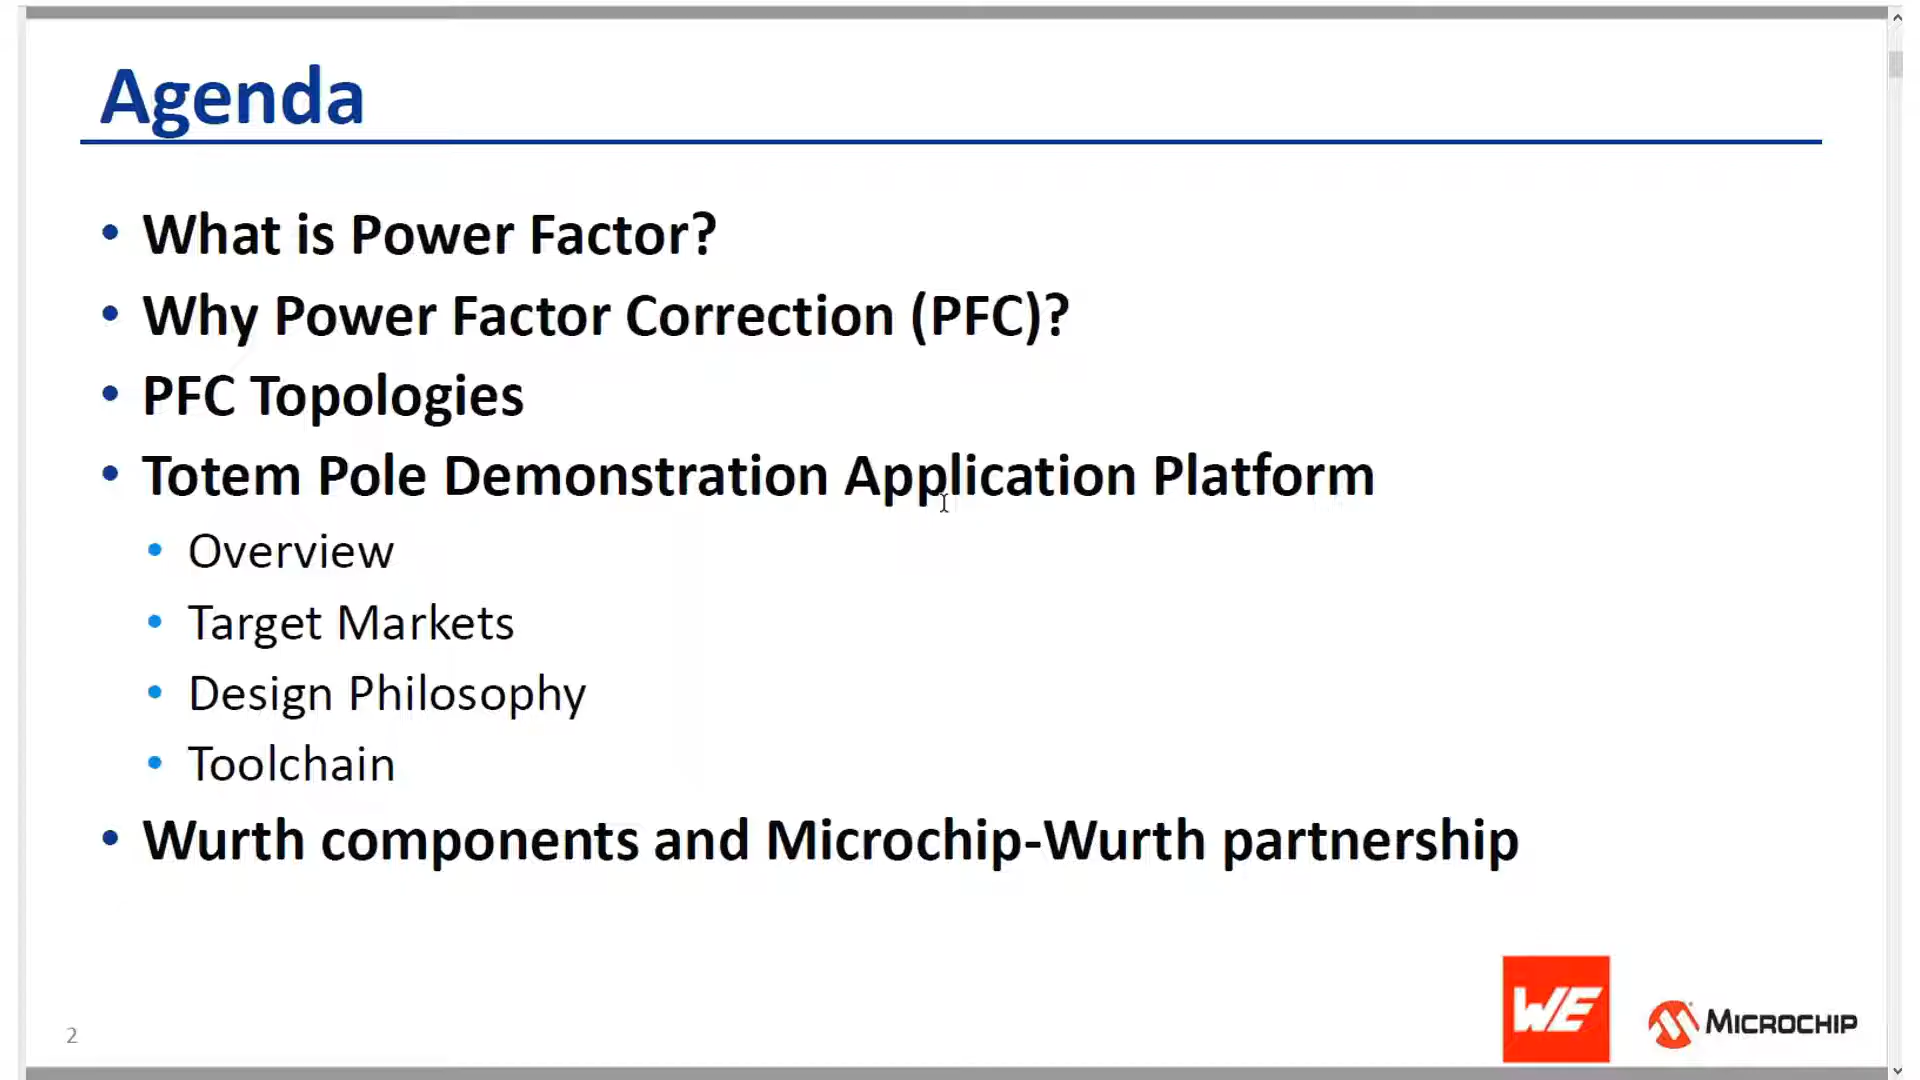 Agenda
• What is Power Factor?
• Why Power Factor Correction (PFC)?
• PFC Topologies
• Totem Pole Demonstration Application Platform
• Overview
• Target Markets
• Design Philosophy
• Toolchain
• Wurth components and Microchip-Wurth partnership
2
WE
MICROCHIP